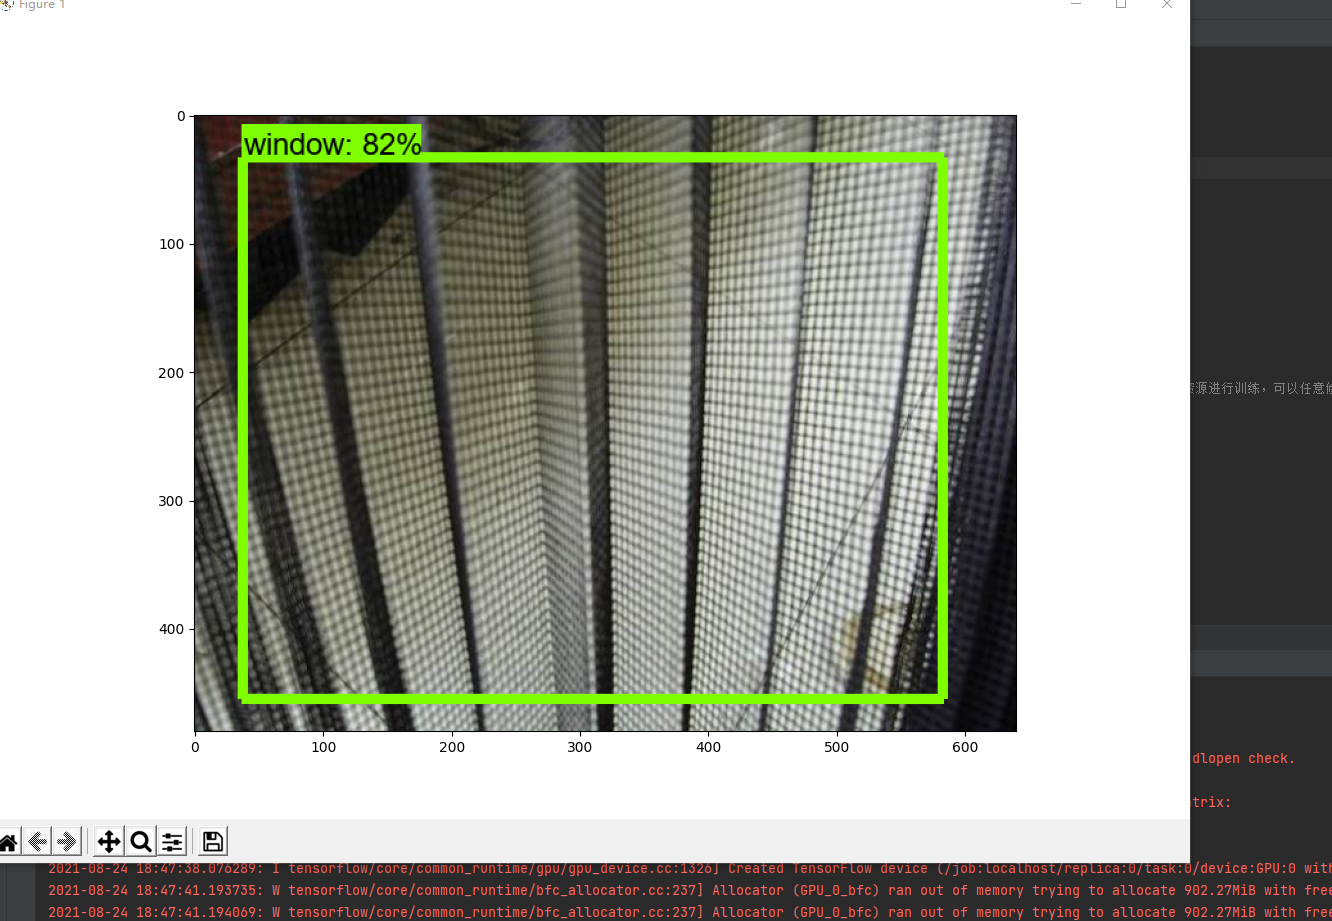 Figure 1
0
window: 82%
100
200
300
400
0
100
200
300
400
500
600
源进行训练，可以任意
dlopen check.
trix:
2021-08-24 18:47:38.076289: I tensorflow/core/common_runtime/gpu/gpu_device.cc:1326] Created TensorFlow device (/job:localhost/replica:0/task:0/device:GPU:0 with
2021-08-24 18:47:41.193735: W tensorflow/core/common_runtime/bfc_allocator.cc:237] Allocator (GPU_0_bfc) ran out of memory trying to allocate 902.27MiB with free
2021-08-24 18:47:41.194069: W tensorflow/core/common_runtime/bfc_allocator.cc:237] Allocator (GPU_0_bfc) ran out of memory trying to allocate 902.27MiB with free